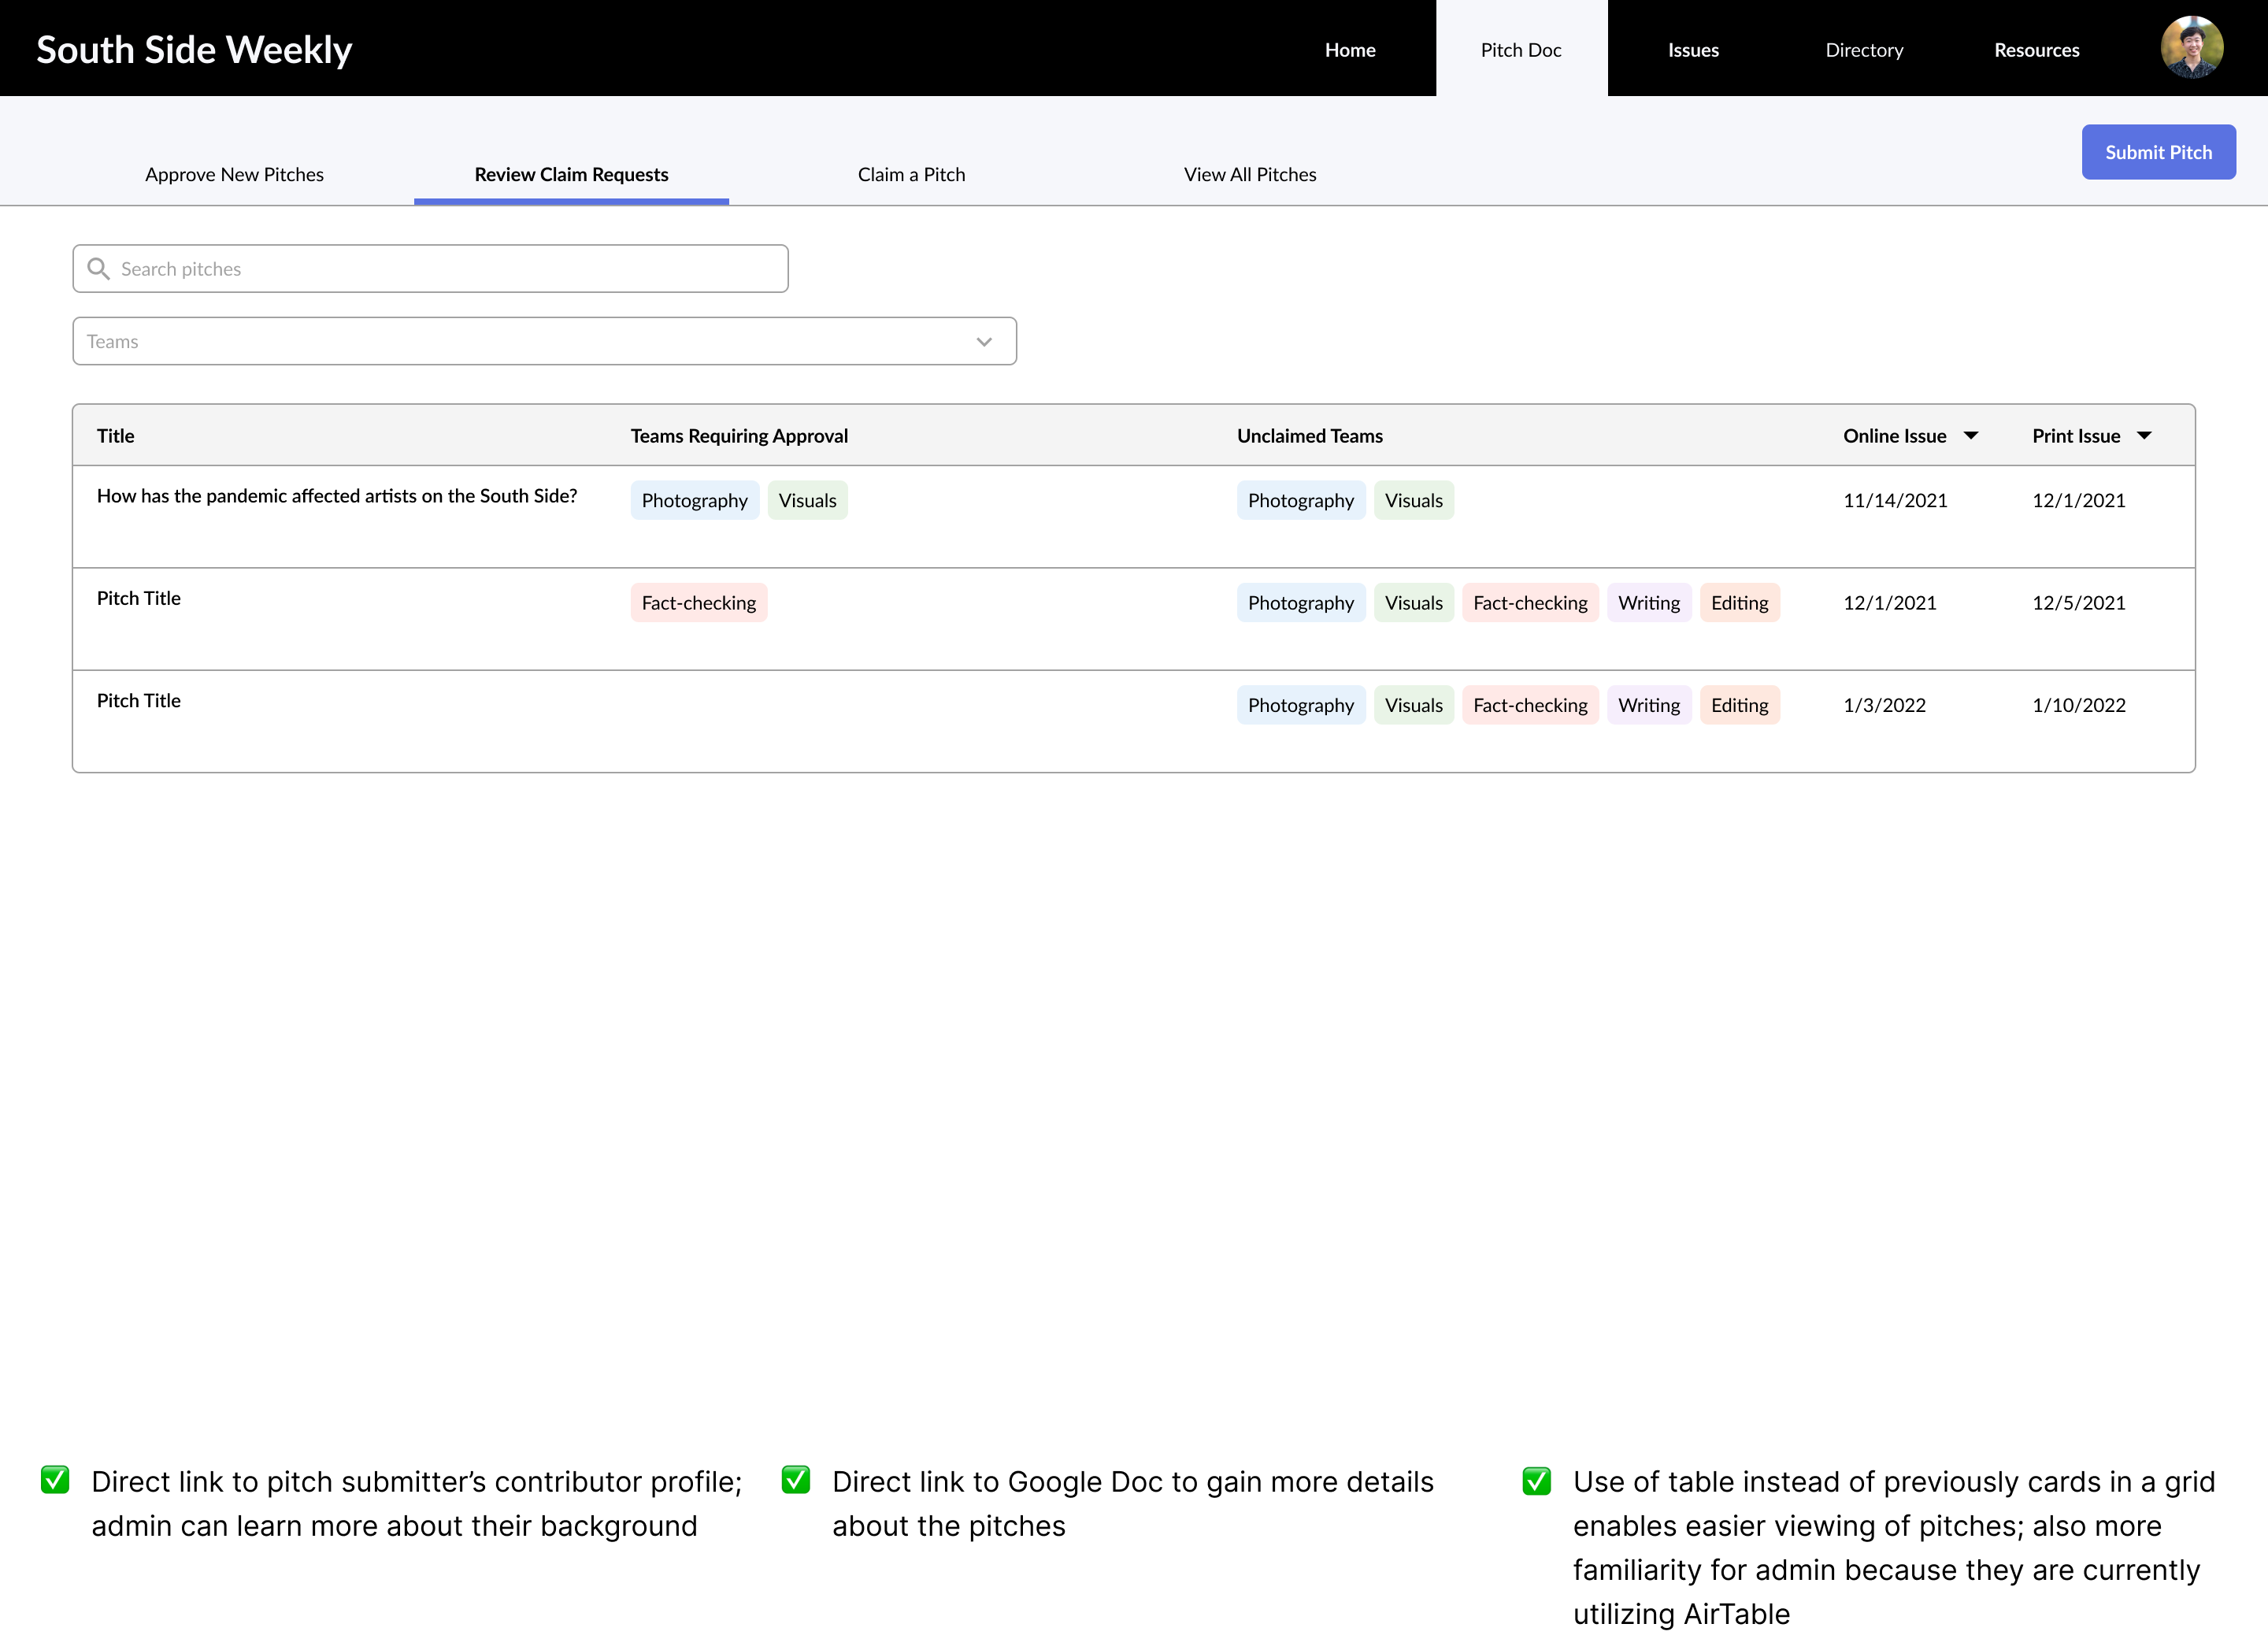 South Side Weekly
Home
Pitch Doc
Issues
Directory
Resources
Submit Pitch
Approve New Pitches
Review Claim Requests
Claim a Pitch
View All Pitches
Search pitches
Teams
Title
Teams Requiring Approval
Unclaimed Teams
Online Issue
Print Issue
How has the pandemic affected artists on the South Side?
Photography
Visuals
Photography
Visuals
11/14/2021
12/1/2021
Pitch Title
Fact-checking
Photography
Visuals
Fact-checking
Writing
Editing
12/1/2021
12/5/2021
Pitch Title
Photography
Visuals
Fact-checking
Writing
Editing
1/3/2022
1/10/2022
Direct link to pitch submitter’s contributor profile;
admin can learn more about their background
Direct link to Google Doc to gain more details
about the pitches
Use of table instead of previously cards in a grid
enables easier viewing of pitches; also more
familiarity for admin because they are currently
utilizing AirTable